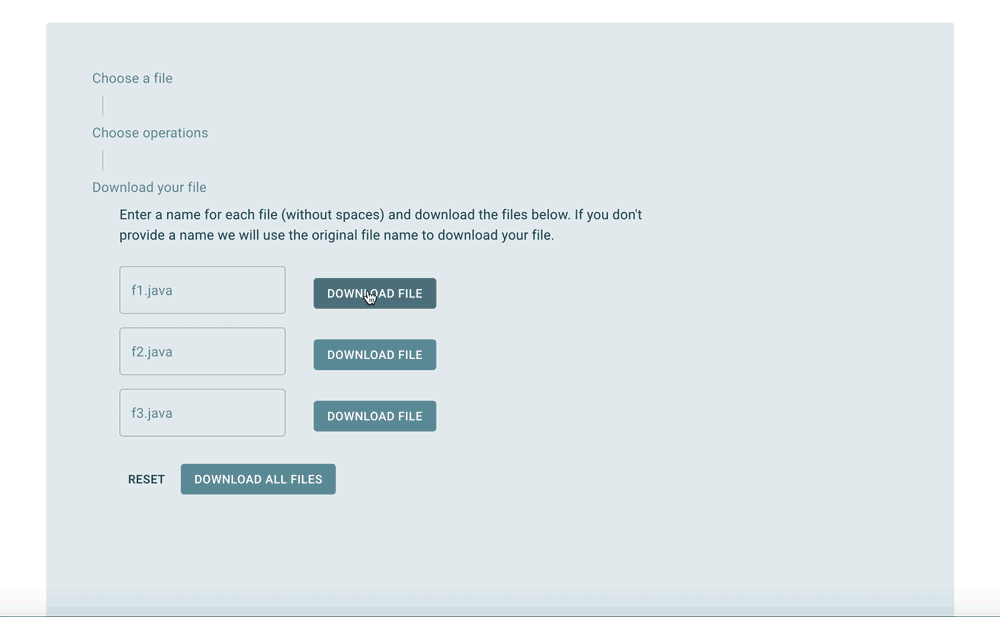 Choose a file
Choose operations
Download your file
Enter a name for each file (without spaces) and download the files below. If you don't
provide a name we will use the original file name to download your file.
f1.java
DOWNLOAD FILE
f2.java
DOWNLOAD FILE
f3.java
DOWNLOAD FILE
RESET
DOWNLOAD ALL FILES